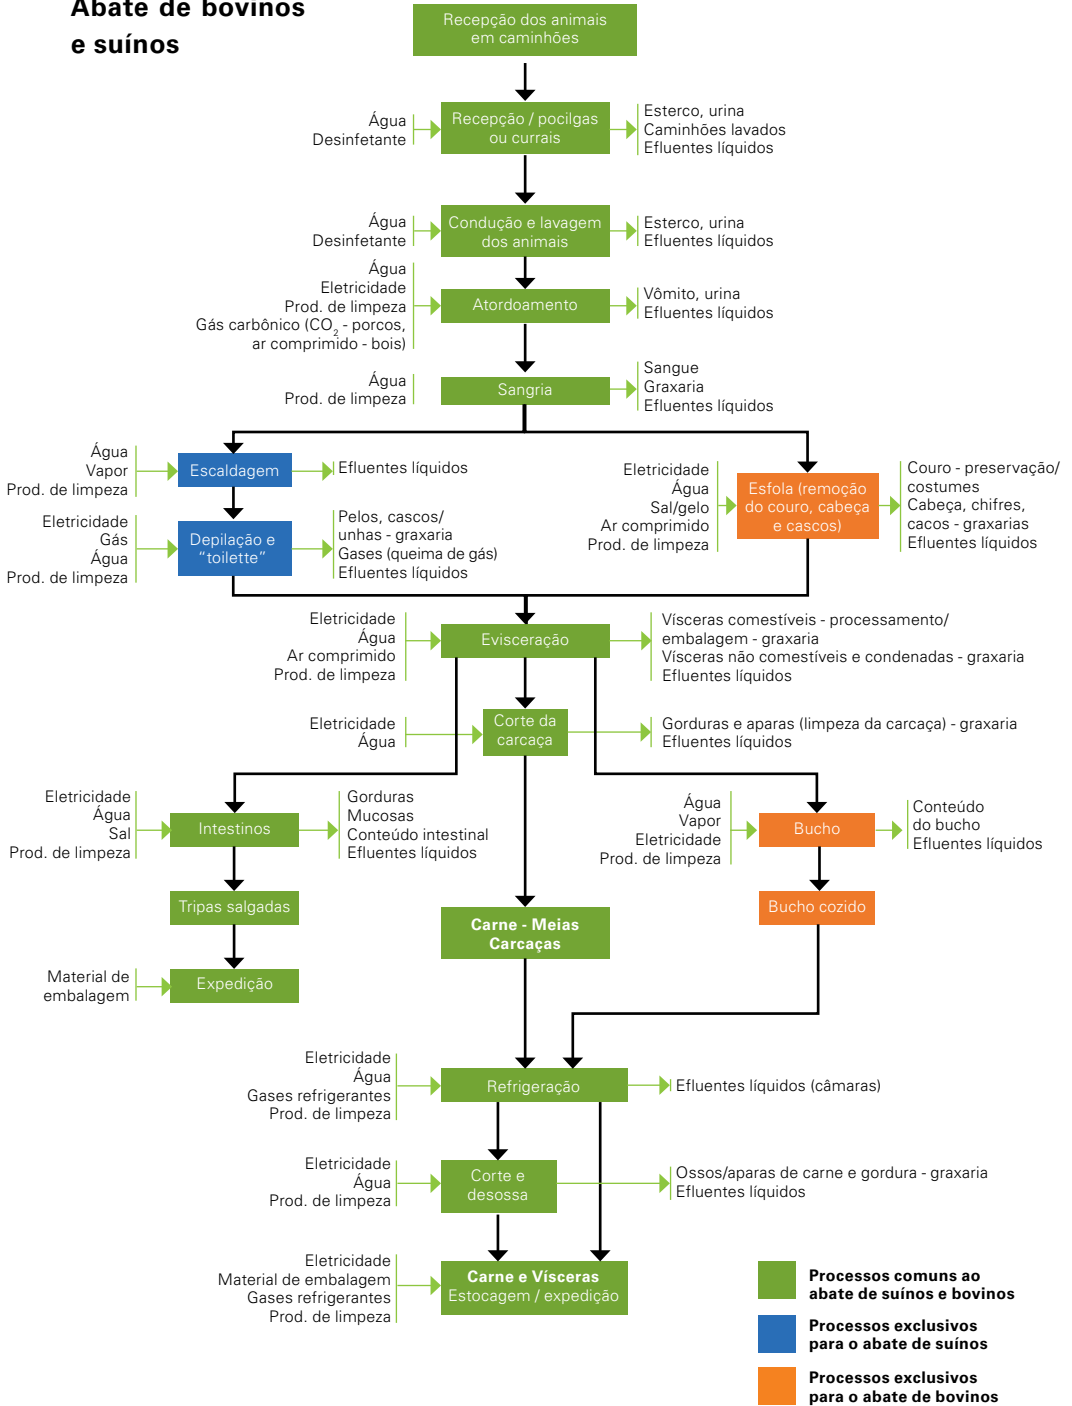 Abate de bovinos
e suínos
Recepção dos animais
em caminhões
Água
Desinfetante
Recepção / pocilgas
ou currais
Esterco, urina
Caminhões lavados
Efluentes líquidos
Água
Desinfetante
Condução e lavagem
dos animais
Esterco, urina
Efluentes líquidos
Água
Eletricidade
Prod. de limpeza
Gás carbônico (CO2 - porcos,
ar comprimido - bois)
Atordoamento
Vômito, urina
Efluentes líquidos
Água
Prod. de limpeza
Sangria
Sangue
Graxaria
Efluentes líquidos
Água
Vapor
Prod. de limpeza
Escaldagem
Efluentes líquidos
Eletricidade
Água
Sal/gelo
Ar comprimido
Prod. de limpeza
Esfola (remoção
do couro, cabeça
e cascos)
Couro - preservação/
costumes
Cabeça, chifres,
cacos - graxarias
Efluentes líquidos
Eletricidade
Gás
Água
Prod. de limpeza
Depilação e
“toilette”
Pelos, cascos/
unhas - graxaria
Gases (queima de gás)
Efluentes líquidos
Eletricidade
Água
Ar comprimido
Prod. de limpeza
Evisceração
Vísceras comestíveis - processamento/
embalagem - graxaria
Vísceras não comestíveis e condenadas - graxaria
Efluentes líquidos
Eletricidade
Água
Corte da
carcaça
Gorduras e aparas (limpeza da carcaça) - graxaria
Efluentes líquidos
Eletricidade
Água
Sal
Prod. de limpeza
Intestinos
Gorduras
Mucosas
Conteúdo intestinal
Efluentes líquidos
Água
Vapor
Eletricidade
Prod. de limpeza
Bucho
Conteúdo
do bucho
Efluentes líquidos
Tripas salgadas
Bucho cozido
Carne - Meias
Carcaças
Material de
embalagem
Expedição
Eletricidade
Água
Gases refrigerantes
Prod. de limpeza
Refrigeração
Efluentes líquidos (câmaras)
Eletricidade
Água
Prod. de limpeza
Corte e
desossa
Ossos/aparas de carne e gordura - graxaria
Efluentes líquidos
Eletricidade
Material de embalagem
Gases refrigerantes
Prod. de limpeza
Carne e Vísceras
Estocagem / expedição
Processos comuns ao
abate de suínos e bovinos
Processos exclusivos
para o abate de suínos
Processos exclusivos
para o abate de bovinos